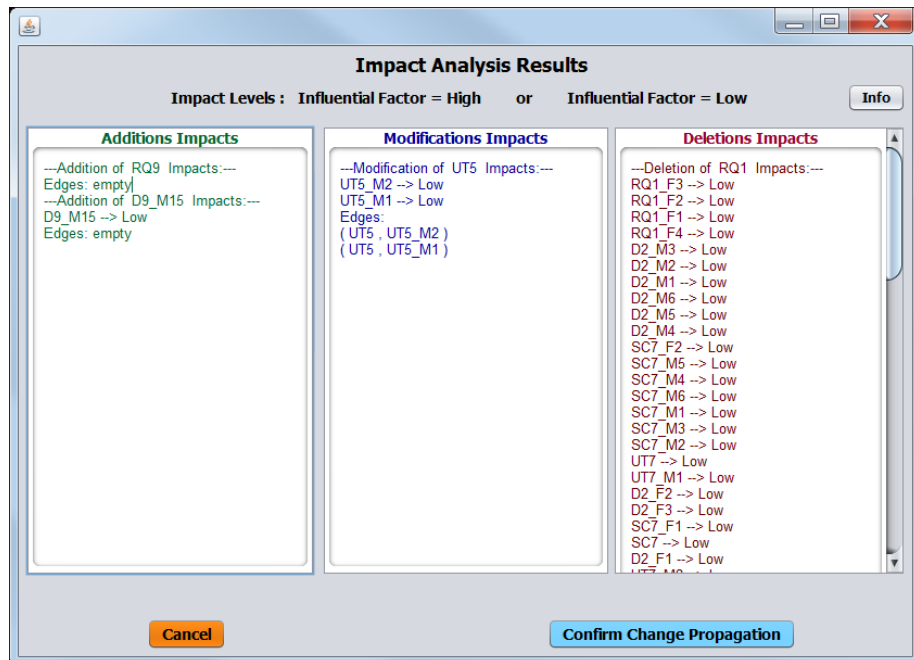 Impact Analysis Results
Impact Levels : Influential Factor = High or Influential Factor = Low
Info
Additions Impacts
---Addition of RQ9 Impacts:---
Edges: empty
---Addition of D9_M15 Impacts:---
D9_M15 --> Low
Edges: empty
Modifications Impacts
---Modification of UT5 Impacts:---
UT5_M2 --> Low
UT5_M1 --> Low
Edges:
( UT5 , UT5_M2 )
( UT5 , UT5_M1 )
Deletions Impacts
---Deletion of RQ1 Impacts:---
RQ1_F3 --> Low
RQ1_F2 --> Low
RQ1_F1 --> Low
RQ1_F4 --> Low
D2_M3 --> Low
D2_M2 --> Low
D2_M1 --> Low
D2_M6 --> Low
D2_M5 --> Low
D2_M4 --> Low
SC7_F2 --> Low
SC7_M5 --> Low
SC7_M4 --> Low
SC7_M6 --> Low
SC7_M1 --> Low
SC7_M3 --> Low
SC7_M2 --> Low
UT7 --> Low
UT7_M1 --> Low
D2_F2 --> Low
D2_F3 --> Low
SC7_F1 --> Low
SC7 --> Low
D2_F1 --> Low
Cancel
Confirm Change Propagation